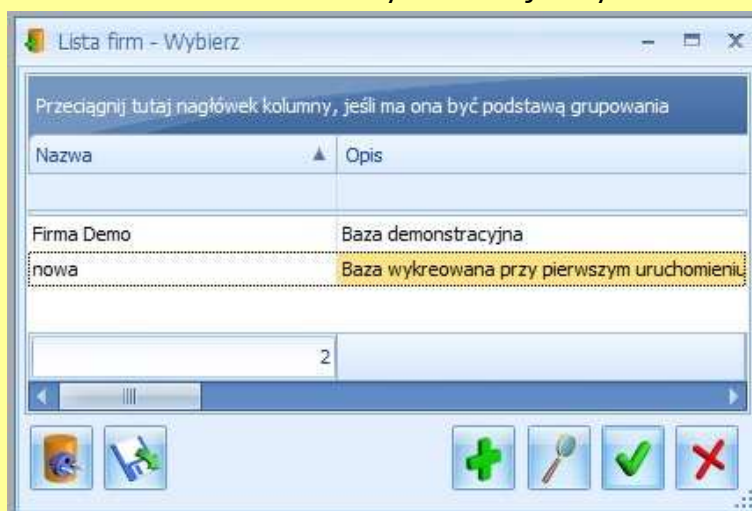 Lista firm - Wybierz
Przeciągnij tutaj nagłówek kolumny, jeśli ma ona być podstawą grupowania
Nazwa Opis
Firma Demo Baza demonstracyjna
nowa Baza wykreowana przy pierwszym uruchomieniu
2